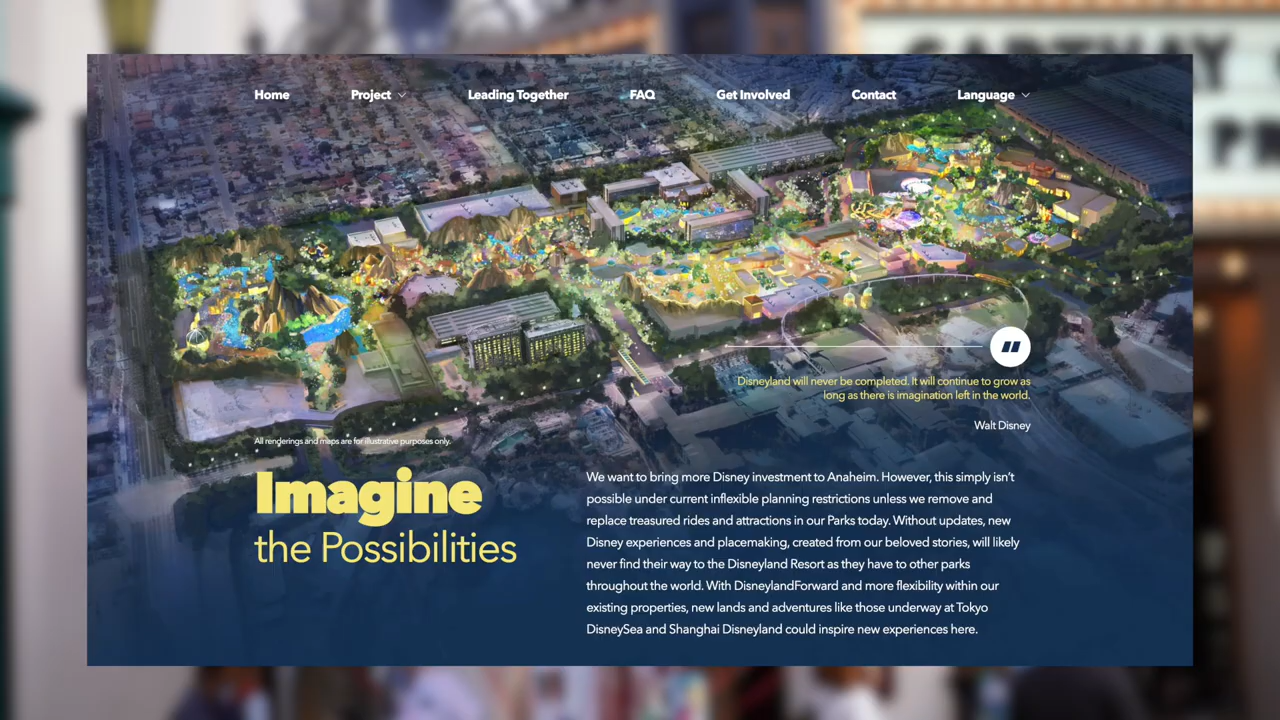 Home Project Leading Together FAQ Get Involved Contact Language
Disneyland will never be completed. It will continue to grow as
long as there is imagination left in the world.
Walt Disney
All renderings and maps are for illustrative purposes only.
Imagine
the Possibilities
We want to bring more Disney investment to Anaheim. However, this simply isn't
possible under current inflexible planning restrictions unless we remove and
replace treasured rides and attractions in our Parks today. Without updates, new
Disney experiences and placemaking, created from our beloved stories, will likely
never find their way to the Disneyland Resort as they have to other parks
throughout the world. With DisneylandForward and more flexibility within our
existing properties, new lands and adventures like those underway at Tokyo
DisneySea and Shanghai Disneyland could inspire new experiences here.